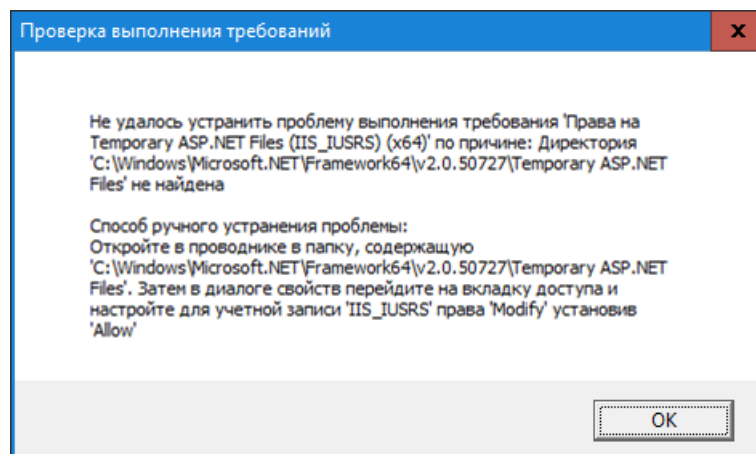 Проверка выполнения требований
x
Не удалось устранить проблему выполнения требования 'Права на
Temporary ASP.NET Files (IIS_IUSRS) (x64)' по причине: Директория
'C:\Windows\Microsoft.NET\Framework64\v2.0.50727\Temporary ASP.NET
Files' не найдена
Способ ручного устранения проблемы:
Откройте в проводнике в папку, содержащую
'C:\Windows\Microsoft.NET\Framework64\v2.0.50727\Temporary ASP.NET
Files'. Затем в диалоге свойств перейдите на вкладку доступа и
настройте для учетной записи 'IIS_IUSRS' права 'Modify' установив
'Allow'
OK